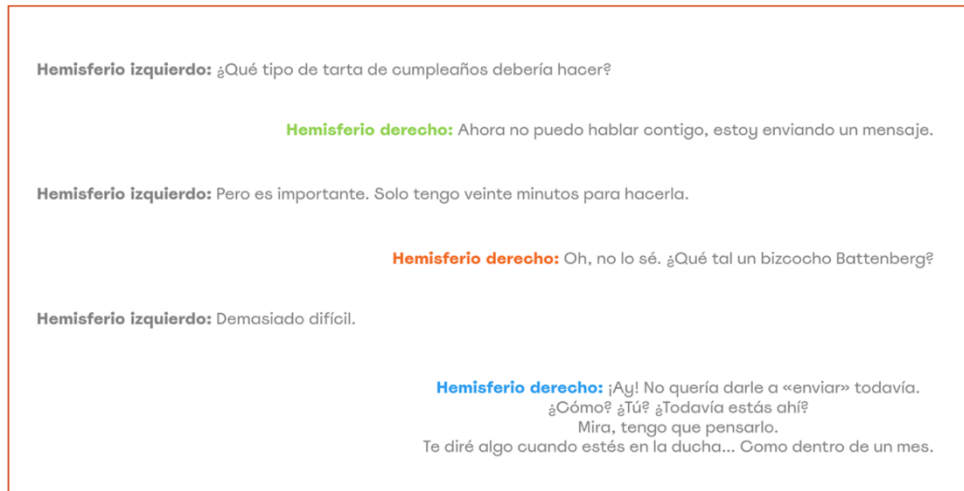 Hemisferio izquierdo: ¿Qué tipo de tarta de cumpleaños debería hacer?
Hemisferio derecho: Ahora no puedo hablar contigo, estoy enviando un mensaje.
Hemisferio izquierdo: Pero es importante. Solo tengo veinte minutos para hacerla.
Hemisferio derecho: Oh, no lo sé. ¿Qué tal un bizcocho Battenberg?
Hemisferio izquierdo: Demasiado difícil.
Hemisferio derecho: ¡Ay! No quería darle a «enviar» todavía.
¿Cómo? ¿Tú? ¿Todavía estás ahí?
Mira, tengo que pensarlo.
Te diré algo cuando estés en la ducha... Como dentro de un mes.